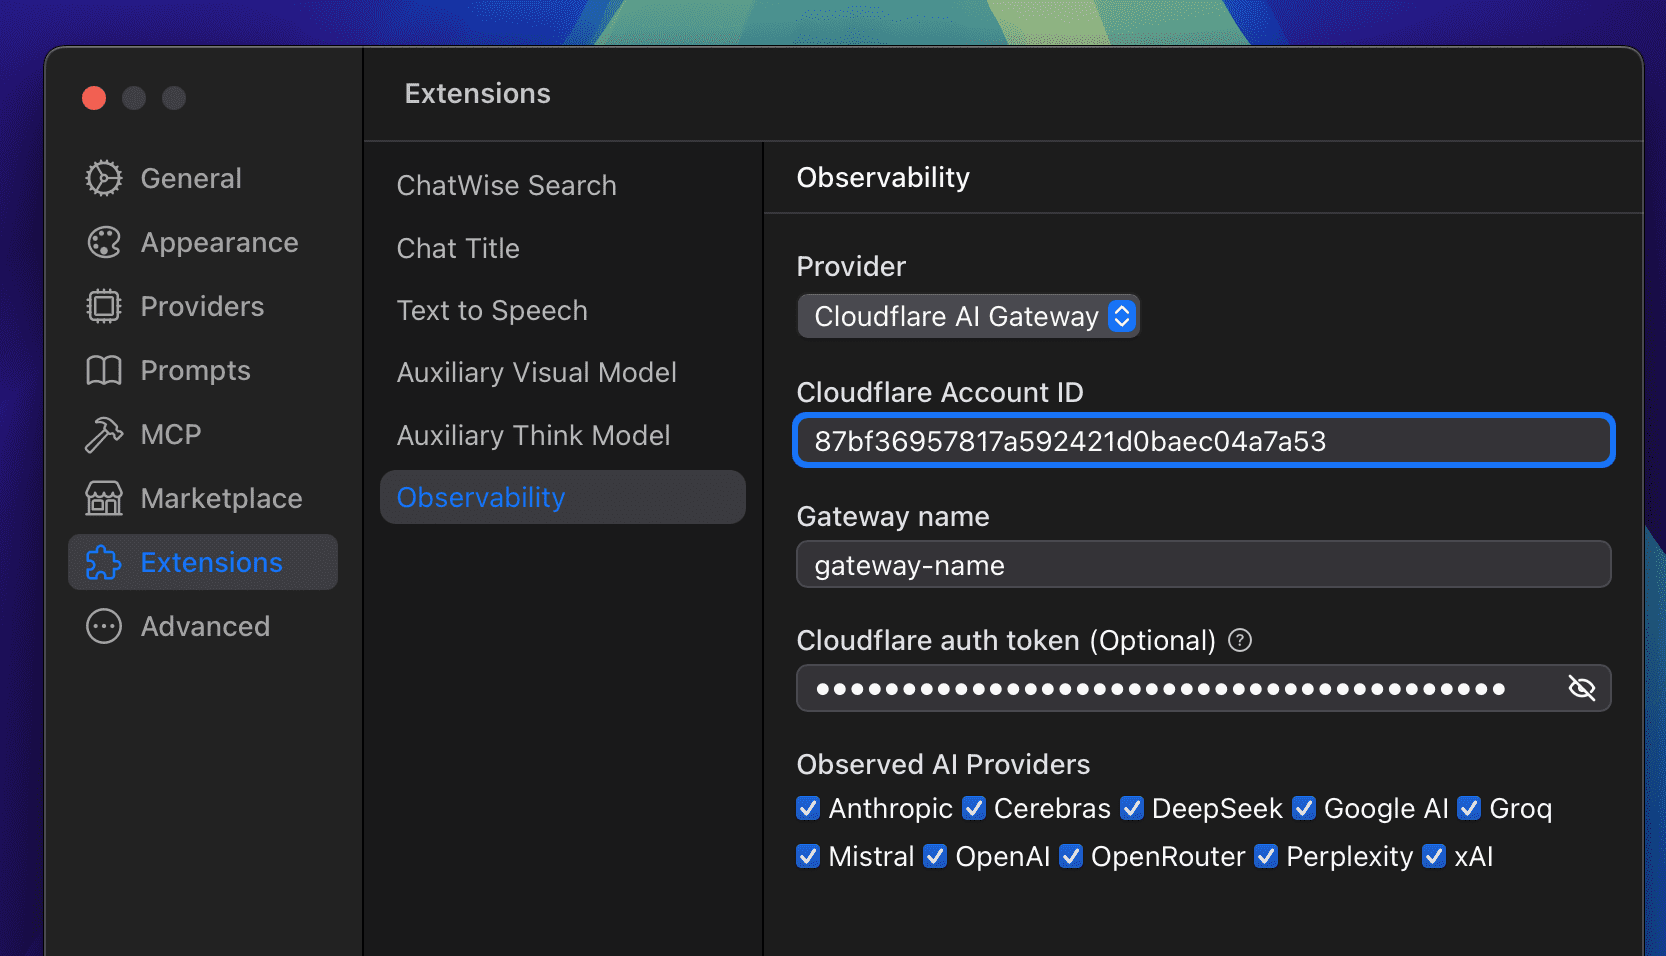 Extensions
General
Appearance
Providers
Prompts
MCP
Marketplace
Extensions
Advanced
ChatWise Search
Chat Title
Text to Speech
Auxiliary Visual Model
Auxiliary Think Model
Observability
Observability
Provider
Cloudflare AI Gateway
Cloudflare Account ID
87bf36957817a592421d0baec04a7a53
Gateway name
gateway-name
Cloudflare auth token (Optional) ?
••••••••••••••••••••••••••••••••••••••••
Observed AI Providers
Anthropic Cerebras DeepSeek Google AI Groq
Mistral OpenAI OpenRouter Perplexity xAI